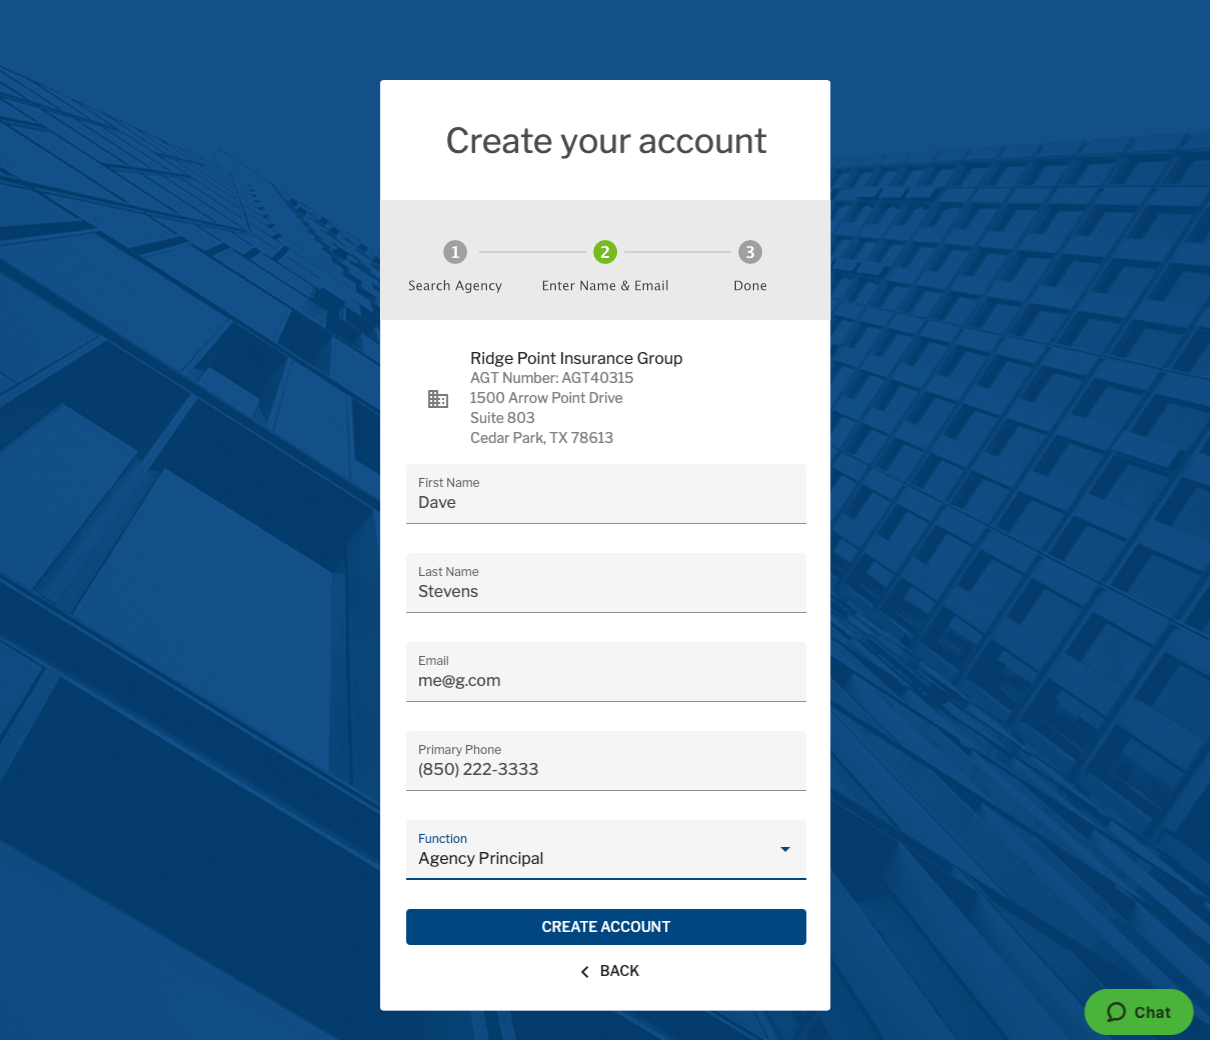 Create your account
1
2
3
Search Agency
Enter Name & Email
Done
Ridge Point Insurance Group
AGT Number: AGT40315
1500 Arrow Point Drive
Suite 803
Cedar Park, TX 78613
First Name
Dave
Last Name
Stevens
Email
me@g.com
Primary Phone
(850) 222-3333
Function
Agency Principal
CREATE ACCOUNT
BACK
Chat